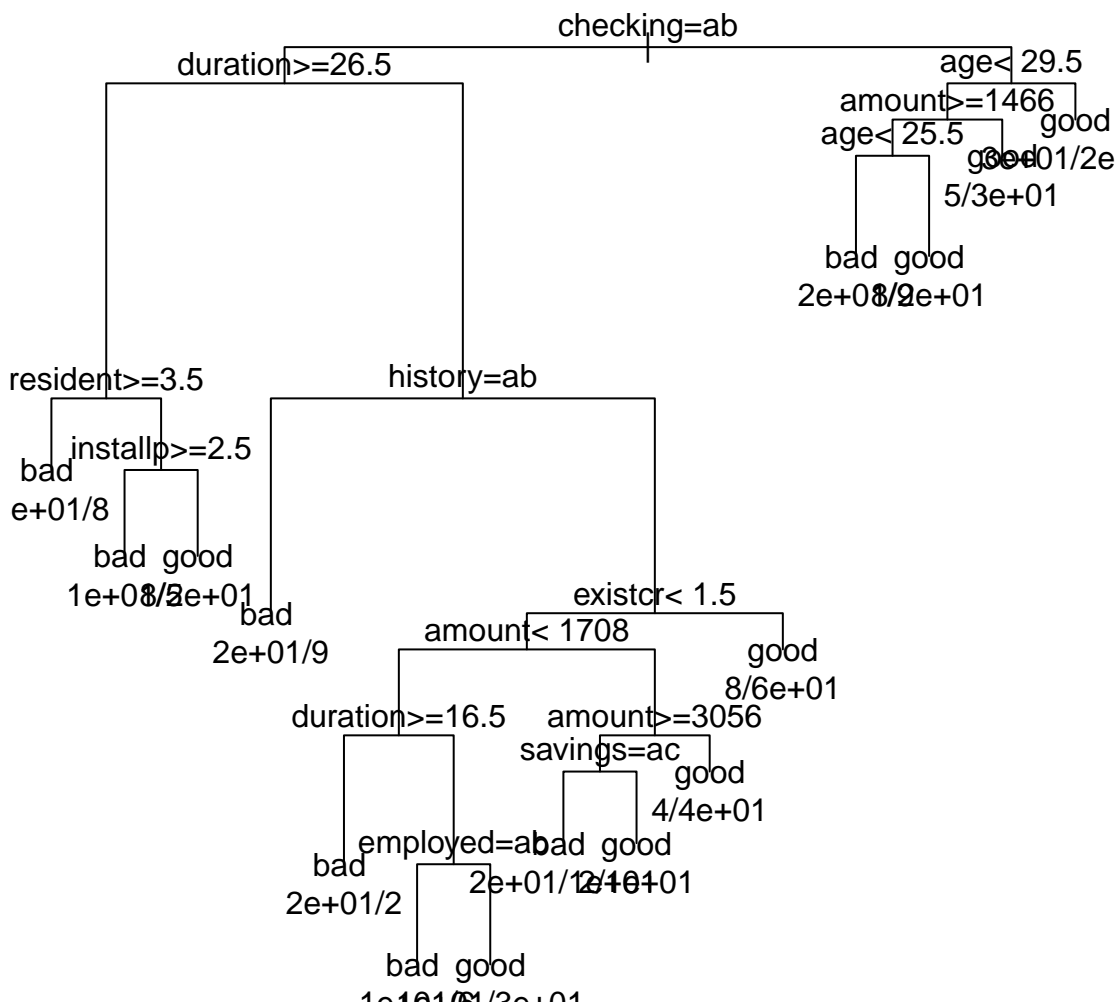 checking=ab
duration>=26.5
age< 29.5
amount>=1466
age< 25.5
good
good
5/3e+01
bad good
resident>=3.5
history=ab
installp>=2.5
bad
e+01/8
bad good
bad
2e+01/9
existcr< 1.5
amount< 1708
good
8/6e+01
duration>=16.5 amount>=3056
savings=ac
good
4/4e+01
employed=ab
bad good
bad
2e+01/2
bad good